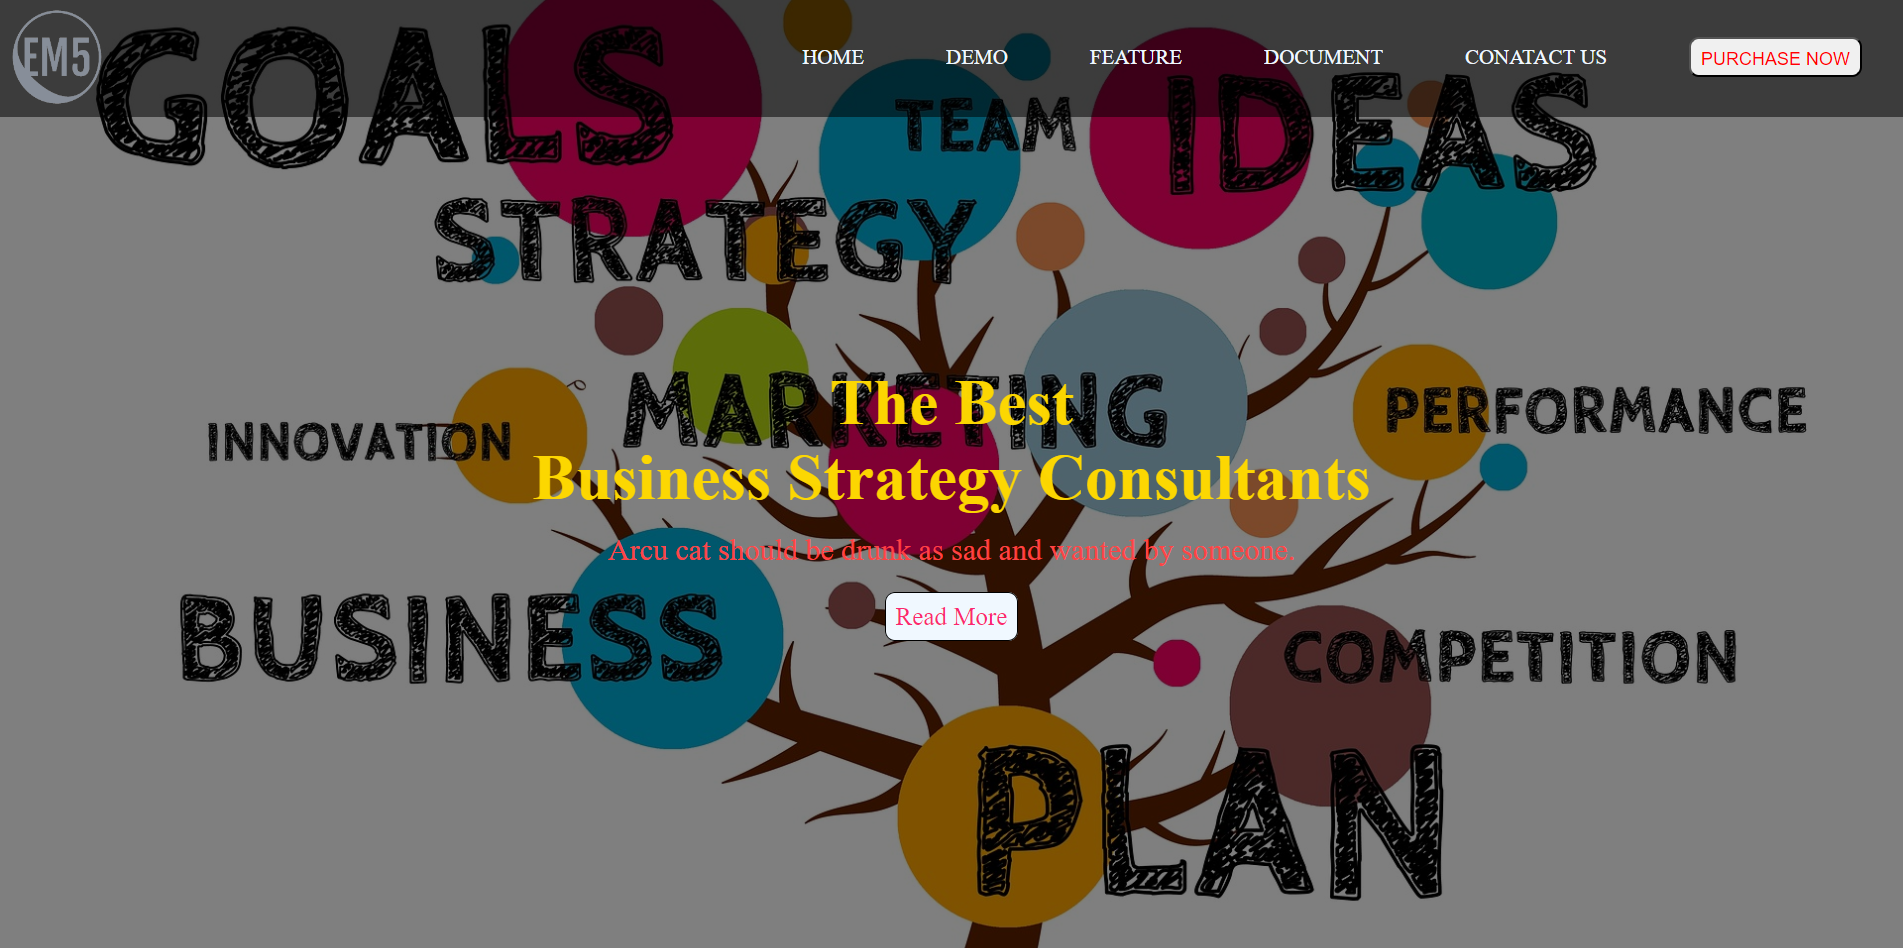 EM5
HOME DEMO FEATURE DOCUMENT CONATACT US PURCHASE NOW
GOALS
TEAM
IDEAS
STRATEGY
MARKETING
The Best
PERFORMANCE
INNOVATION
Business Strategy Consultants
Arcu cat should be drunk as sad and wanted by someone.
Read More
BUSINESS
COMPETITION
PLAN